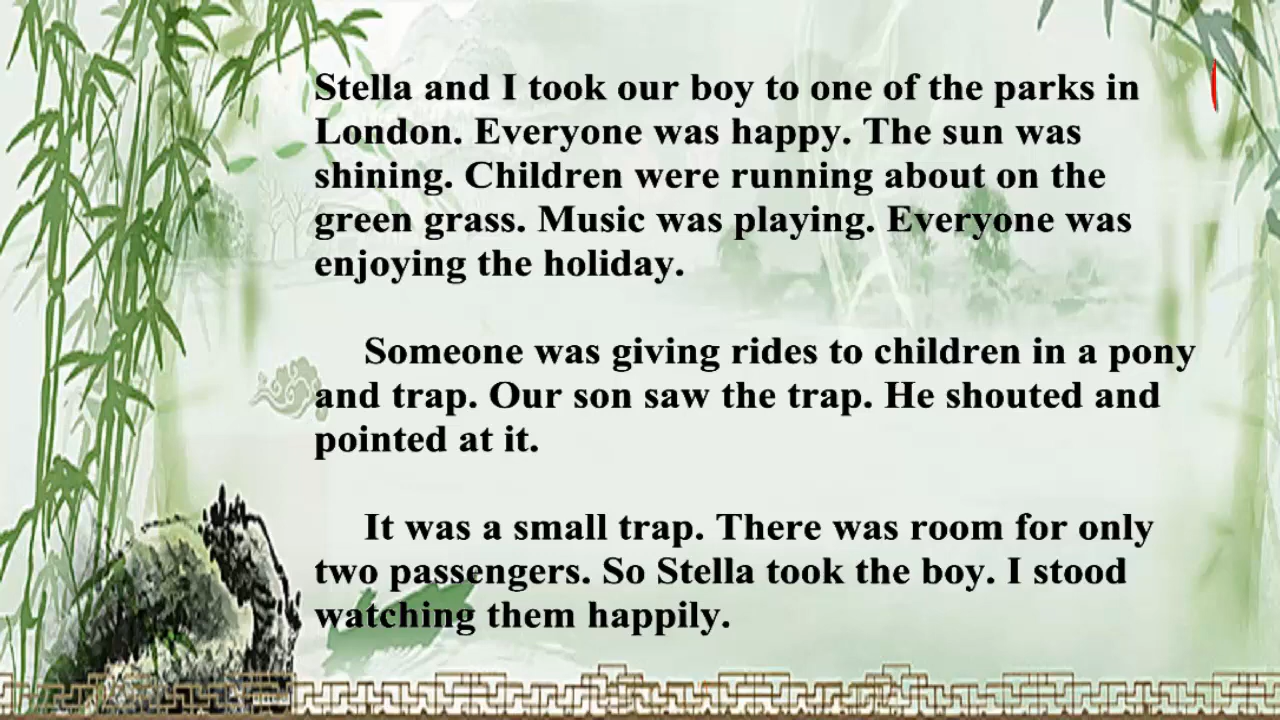 Stella and I took our boy to one of the parks in
London. Everyone was happy. The sun was
shining. Children were running about on the
green grass. Music was playing. Everyone was
enjoying the holiday.
Someone was giving rides to children in a pony
and trap. Our son saw the trap. He shouted and
pointed at it.
It was a small trap. There was room for only
two passengers. So Stella took the boy. I stood
watching them happily.